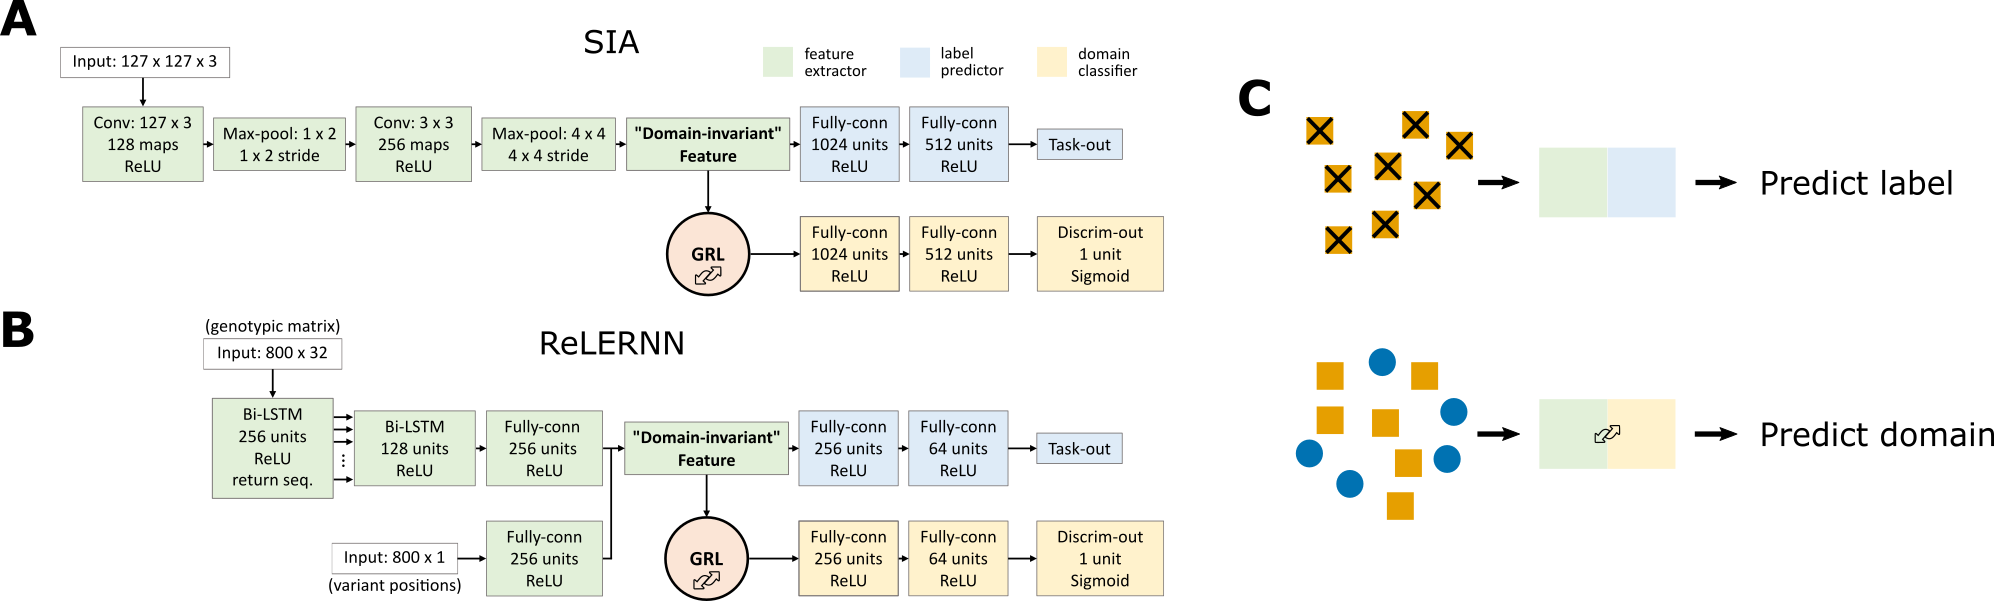 A
SIA
Input: 127 x 127 x 3
feature
extractor
label
predictor
domain
classifier
Conv: 127 x 3
128 maps
ReLU
Max-pool: 1 x 2
1 x 2 stride
Conv: 3 x 3
256 maps
ReLU
Max-pool: 4 x 4
4 x 4 stride
"Domain-invariant"
Feature
Fully-conn
1024 units
ReLU
Fully-conn
512 units
ReLU
Task-out
GRL
Fully-conn
1024 units
ReLU
Fully-conn
512 units
ReLU
Discrim-out
1 unit
Sigmoid
B
ReLERNN
(genotypic matrix)
Input: 800 x 32
Bi-LSTM
256 units
ReLU
return seq.
Bi-LSTM
128 units
ReLU
Fully-conn
256 units
ReLU
"Domain-invariant"
Feature
Fully-conn
256 units
ReLU
Fully-conn
64 units
ReLU
Task-out
Input: 800 x 1
(variant positions)
Fully-conn
256 units
ReLU
GRL
Fully-conn
256 units
ReLU
Fully-conn
64 units
ReLU
Discrim-out
1 unit
Sigmoid
C
Predict label
Predict domain